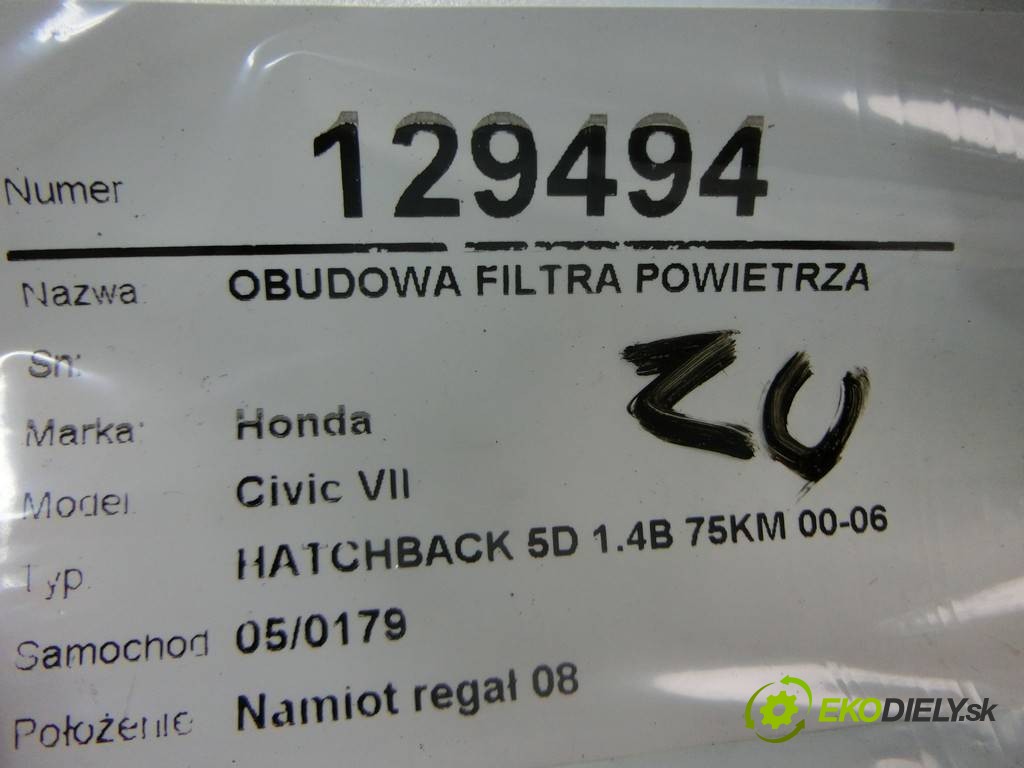 Numer 129494
Nazwa OBUDOWA FILTRA POWIETRZA
Sn:
Marka: Honda
Model Civic VII
Typ HATCHBACK 5D 1.4B 75KM 00-06
Samochod 05/0179
Położenie Namiot regał 08
EKODIELY.sk